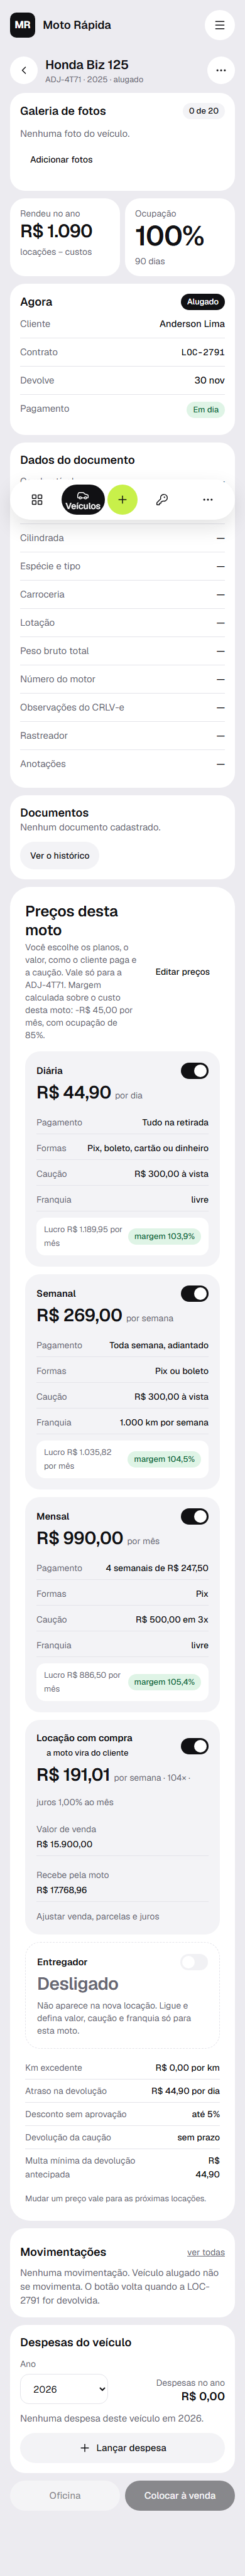 MR Moto Rápida
Honda Biz 125
ADJ-4T71 · 2025 · alugado
Galeria de fotos 0 de 20
Nenhuma foto do veículo.
Adicionar fotos
Rendeu no ano
R$ 1.090
locações − custos
Ocupação
100%
90 dias
Agora Alugado
Cliente Anderson Lima
Contrato LOC-2791
Devolve 30 nov
Pagamento Em dia
Dados do documento
Veículos
Cilindrada —
Espécie e tipo —
Carroceria —
Lotação —
Peso bruto total —
Número do motor —
Observações do CRLV-e —
Rastreador —
Anotações —
Documentos
Nenhum documento cadastrado.
Ver o histórico
Preços desta
moto
Você escolhe os planos, o
valor, como o cliente paga e
a caução. Vale só para a
ADJ-4T71. Margem
calculada sobre o custo
desta moto: -R$ 45,00 por
mês, com ocupação de
85%.
Editar preços
Diária
R$ 44,90 por dia
Pagamento Tudo na retirada
Formas Pix, boleto, cartão ou dinheiro
Caução R$ 300,00 à vista
Franquia livre
Lucro R$ 1.189,95 por
mês
margem 103,9%
Semanal
R$ 269,00 por semana
Pagamento Toda semana, adiantado
Formas Pix ou boleto
Caução R$ 300,00 à vista
Franquia 1.000 km por semana
Lucro R$ 1.035,82
por mês
margem 104,5%
Mensal
R$ 990,00 por mês
Pagamento 4 semanais de R$ 247,50
Formas Pix
Caução R$ 500,00 em 3x
Franquia livre
Lucro R$ 886,50 por
mês
margem 105,4%
Locação com compra
a moto vira do cliente
R$ 191,01 por semana · 104× ·
juros 1,00% ao mês
Valor de venda
R$ 15.900,00
Recebe pela moto
R$ 17.768,96
Ajustar venda, parcelas e juros
Entregador
Desligado
Não aparece na nova locação. Ligue e
defina valor, caução e franquia só para
esta moto.
Km excedente R$ 0,00 por km
Atraso na devolução R$ 44,90 por dia
Desconto sem aprovação até 5%
Devolução da caução sem prazo
Multa mínima da devolução R$
antecipada 44,90
Mudar um preço vale para as próximas locações.
Movimentações ver todas
Nenhuma movimentação. Veículo alugado não
se movimenta. O botão volta quando a LOC-
2791 for devolvida.
Despesas do veículo
Ano
2026
Despesas no ano
R$ 0,00
Nenhuma despesa deste veículo em 2026.
+ Lançar despesa
Oficina Colocar à venda